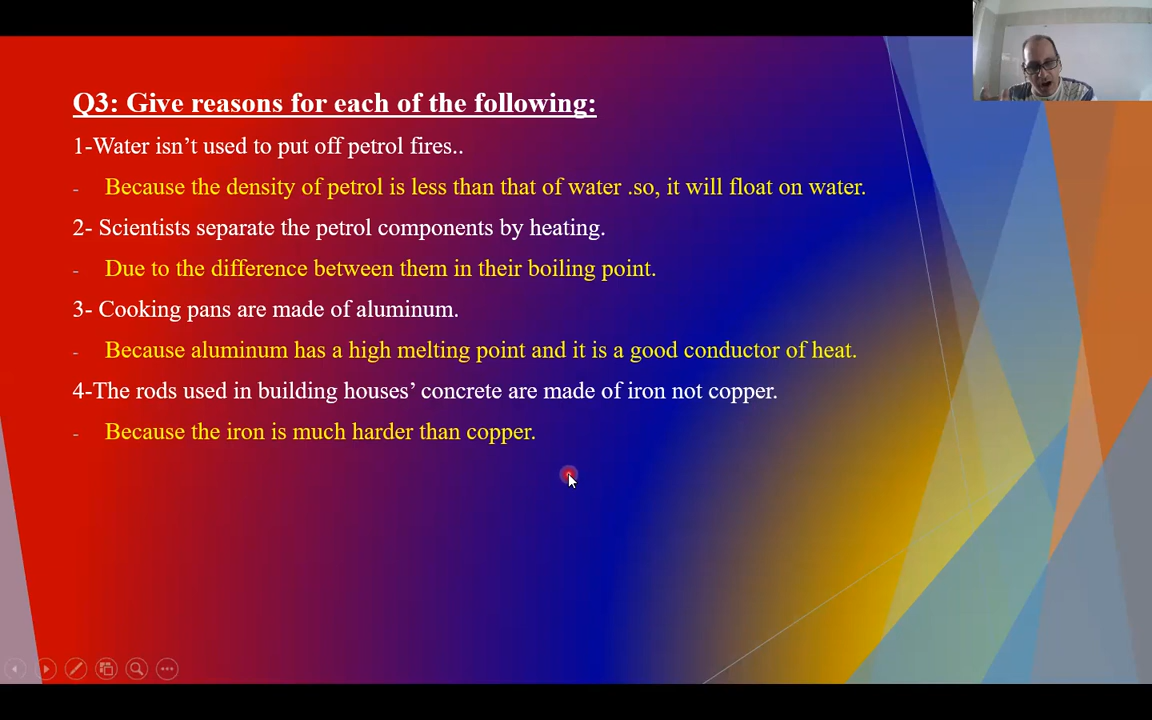 Q3: Give reasons for each of the following:
1-Water isn’t used to put off petrol fires..
- Because the density of petrol is less than that of water .so, it will float on water.
2- Scientists separate the petrol components by heating.
- Due to the difference between them in their boiling point.
3- Cooking pans are made of aluminum.
- Because aluminum has a high melting point and it is a good conductor of heat.
4-The rods used in building houses’ concrete are made of iron not copper.
- Because the iron is much harder than copper.